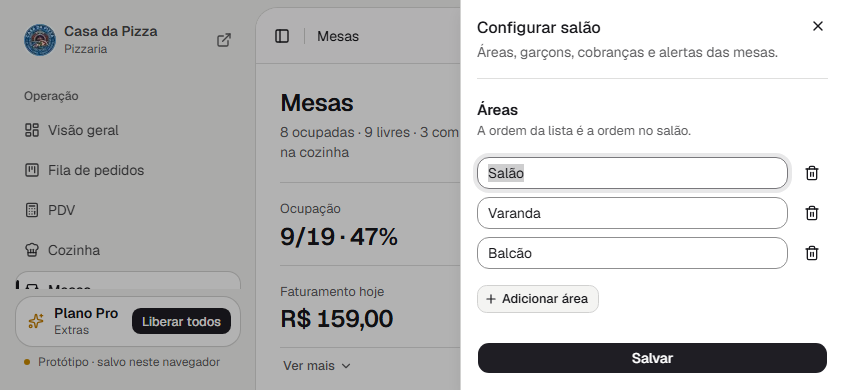 Casa da Pizza
Pizzaria
Operação
Visão geral
Fila de pedidos
PDV
Cozinha
Mesas
Plano Pro
Extras
Liberar todos
Protótipo · salvo neste navegador
Mesas
Mesas
8 ocupadas · 9 livres · 3 com
na cozinha
Ocupação
9/19 · 47%
Faturamento hoje
R$ 159,00
Ver mais
Configurar salão
Áreas, garçons, cobranças e alertas das mesas.
Áreas
A ordem da lista é a ordem no salão.
Salão
Varanda
Balcão
Adicionar área
Salvar